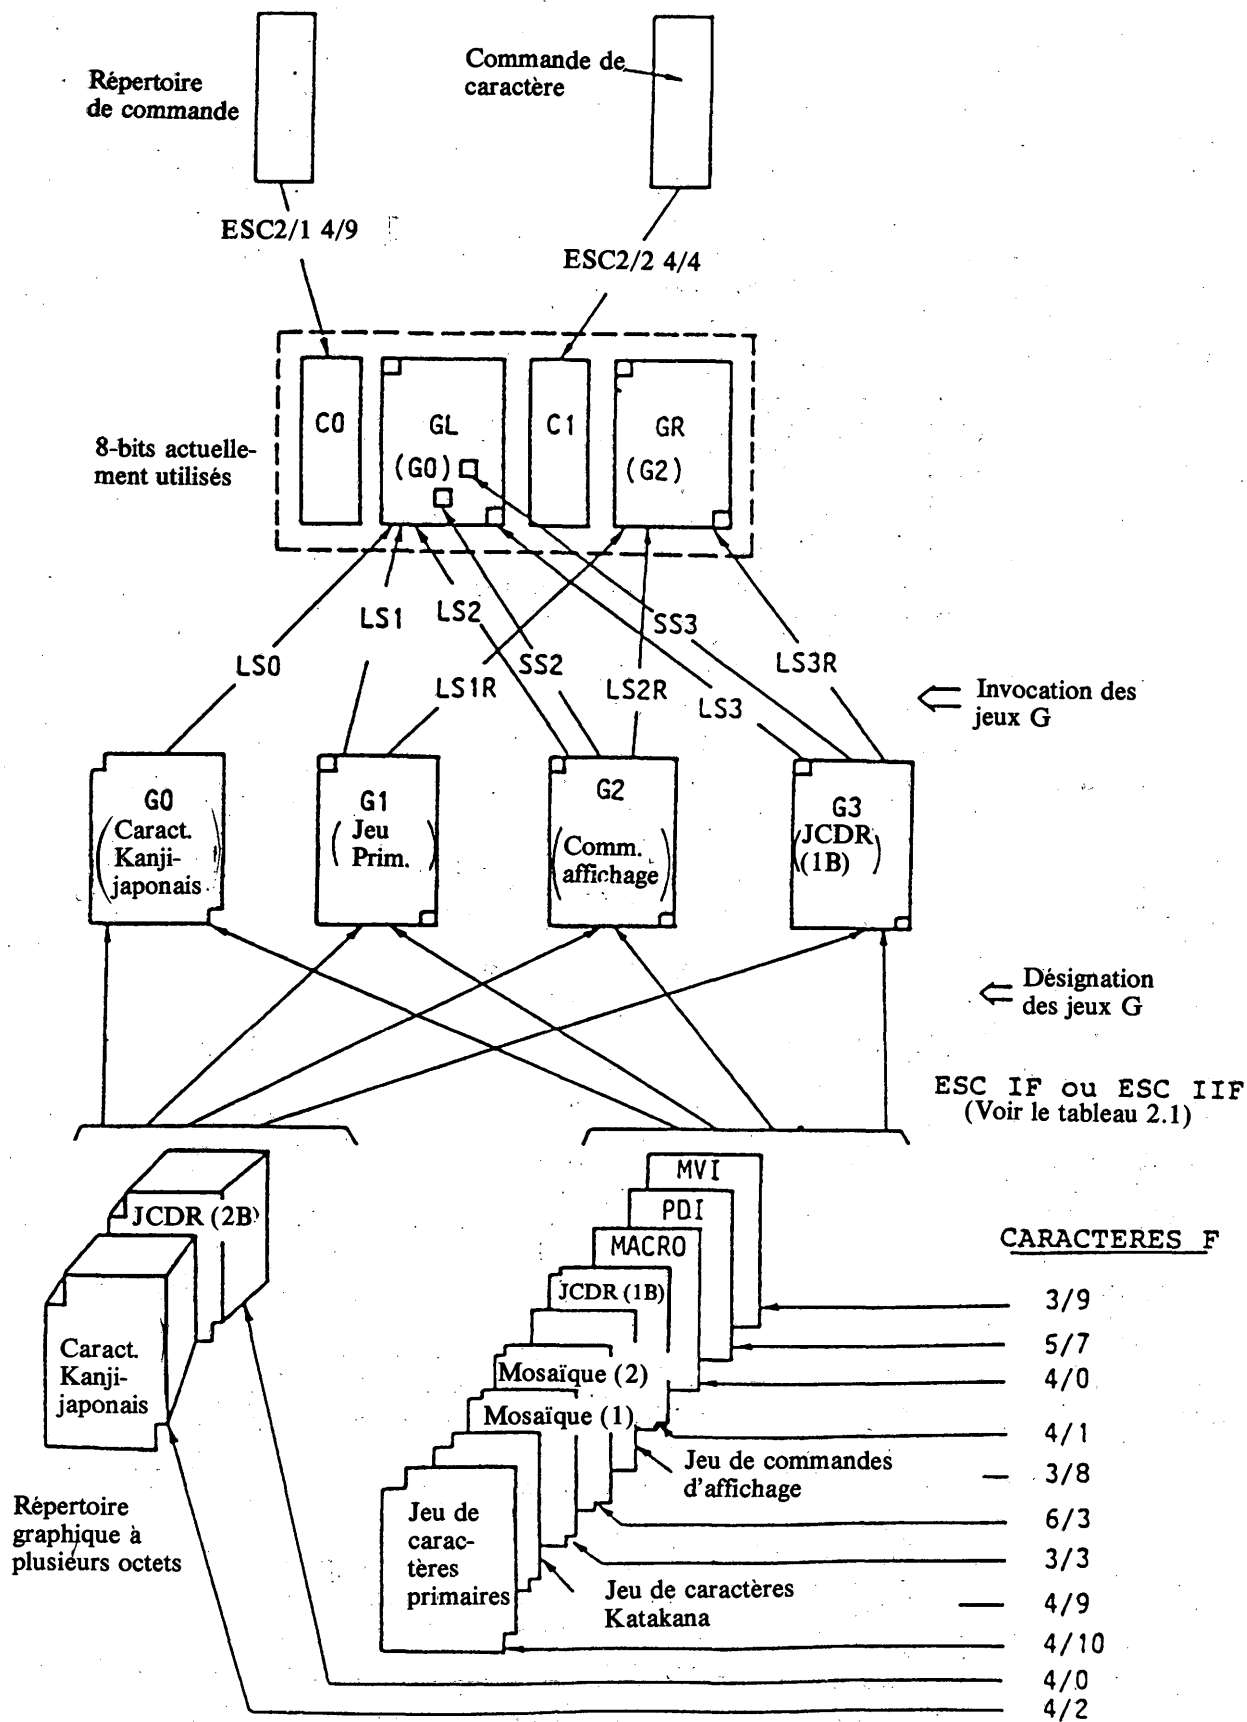 Répertoire
de commande
Commande de
caractère
ESC2/1 4/9
ESC2/2 4/4
8-bits actuelle-
ment utilisés
C0
GL
(G0)
C1
GR
(G2)
LS0
LS1
LS2
LS1R
SS2
LS2R
SS3
LS3
LS3R
Invocation des
jeux G
G0
(Caract.
Kanji-
japonais)
G1
(Jeu
Prim.)
G2
(Comm.
affichage)
G3
(JCDR
(1B))
Désignation
des jeux G
ESC IF ou ESC IIF
(Voir le tableau 2.1)
JCDR (2B)
Caract.
Kanji-
japonais
Répertoire
graphique à
plusieurs octets
MVI
PDI
MACRO
JCDR (1B)
Mosaïque (2)
Mosaïque (1)
Jeu de
carac-
tères
primaires
Jeu de commandes
d'affichage
Jeu de caractères
Katakana
CARACTERES F
3/9
5/7
4/0
4/1
3/8
6/3
3/3
4/9
4/10
4/0
4/2